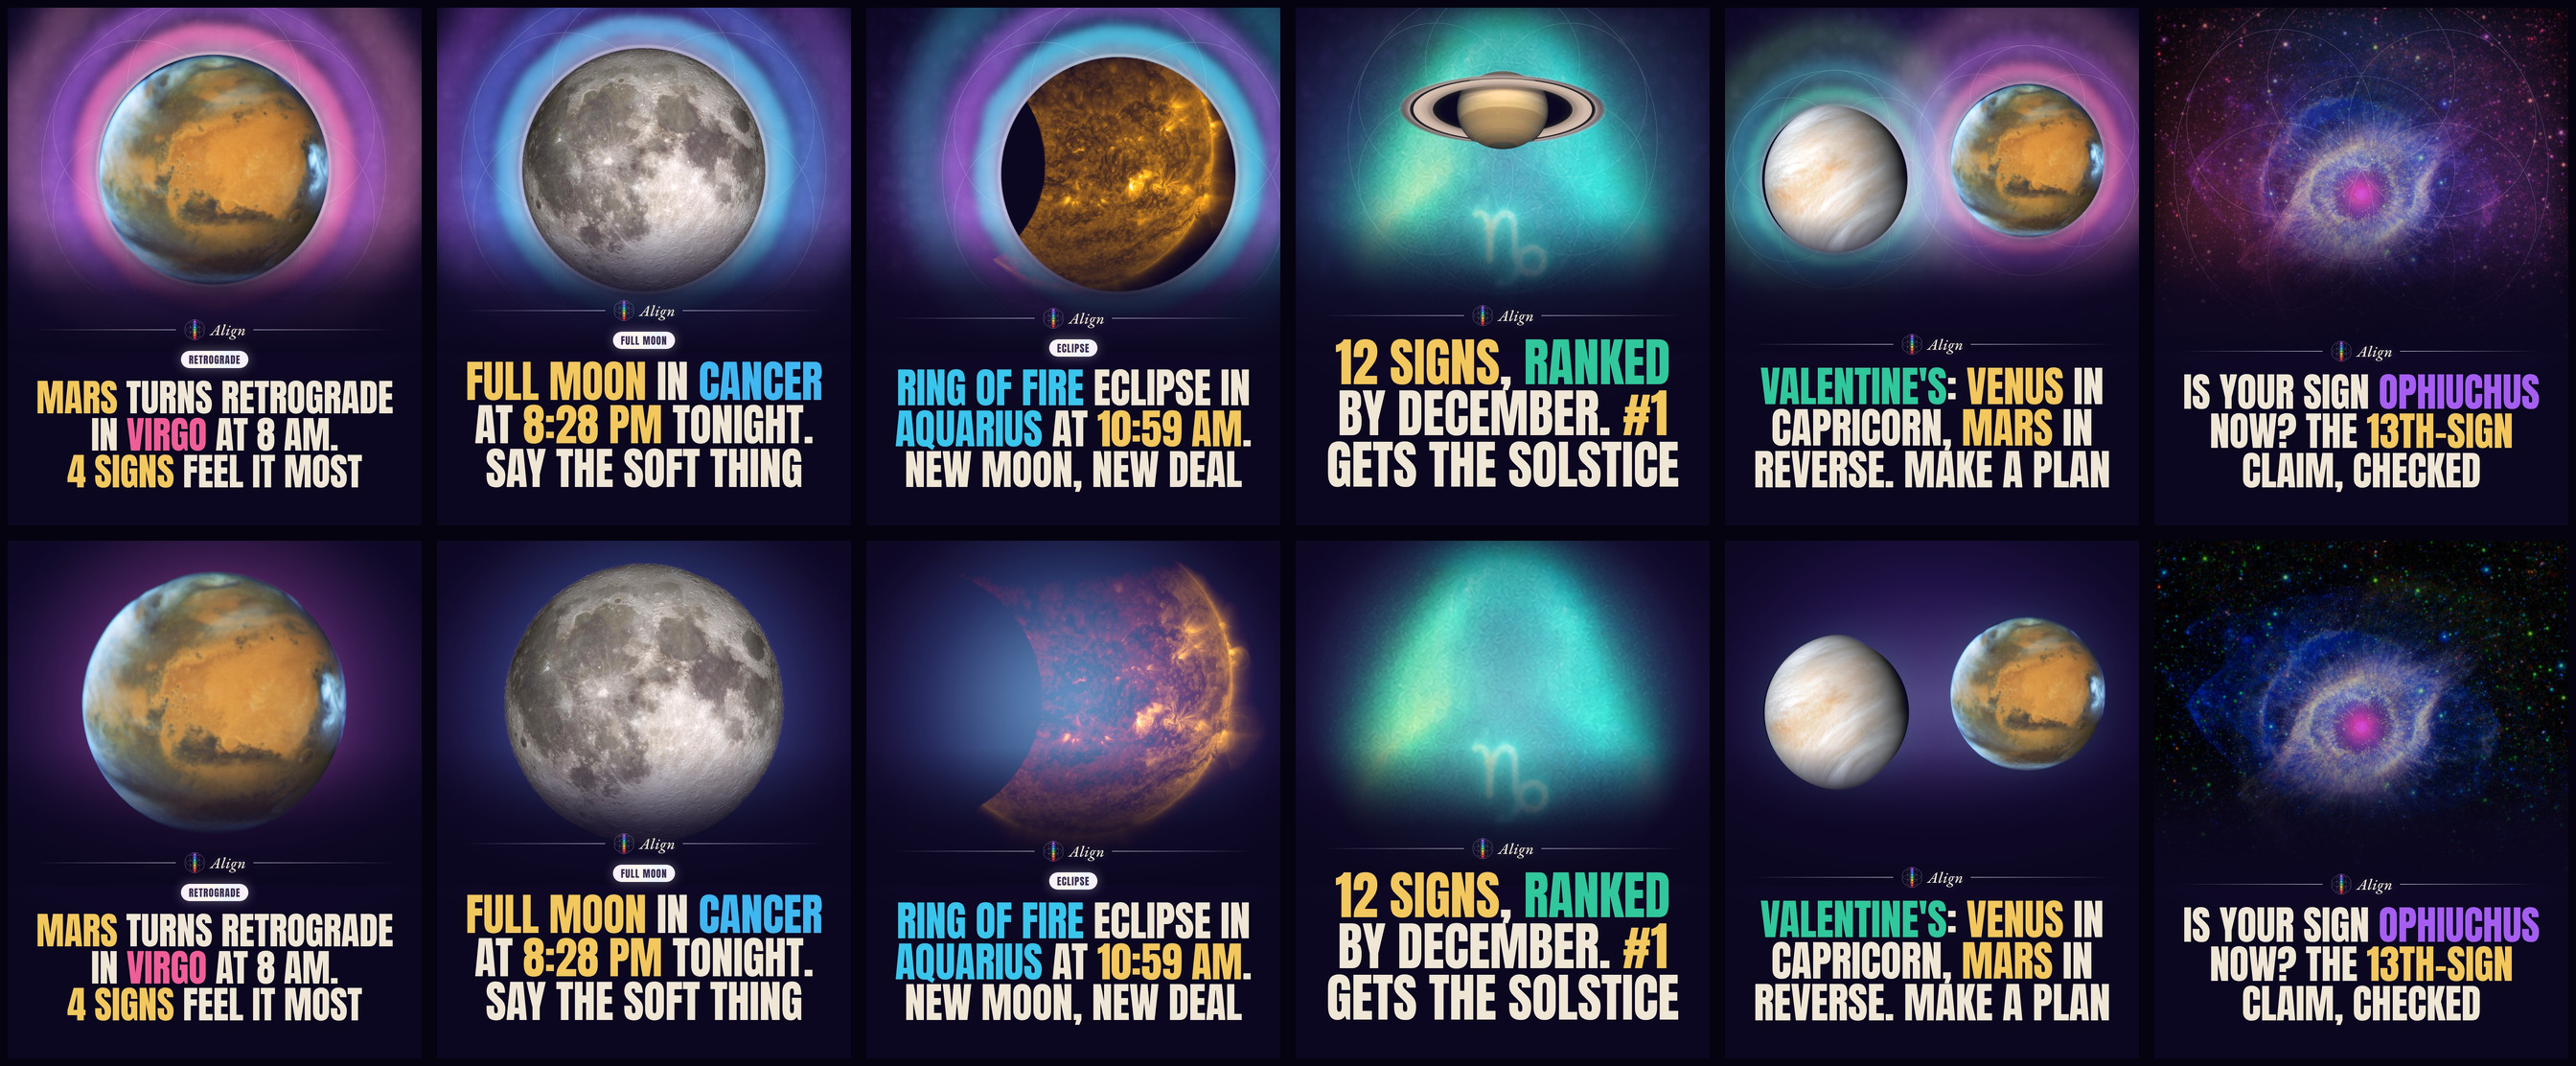 Align
RETROGRADE
MARS TURNS RETROGRADE
IN VIRGO AT 8 AM.
4 SIGNS FEEL IT MOST
Align
FULL MOON
FULL MOON IN CANCER
AT 8:28 PM TONIGHT.
SAY THE SOFT THING
Align
ECLIPSE
RING OF FIRE ECLIPSE IN
AQUARIUS AT 10:59 AM.
NEW MOON, NEW DEAL
Align
12 SIGNS, RANKED
BY DECEMBER. #1
GETS THE SOLSTICE
Align
VALENTINE'S: VENUS IN
CAPRICORN, MARS IN
REVERSE. MAKE A PLAN
Align
IS YOUR SIGN OPHIUCHUS
NOW? THE 13TH-SIGN
CLAIM, CHECKED
Align
RETROGRADE
MARS TURNS RETROGRADE
IN VIRGO AT 8 AM.
4 SIGNS FEEL IT MOST
Align
FULL MOON
FULL MOON IN CANCER
AT 8:28 PM TONIGHT.
SAY THE SOFT THING
Align
ECLIPSE
RING OF FIRE ECLIPSE IN
AQUARIUS AT 10:59 AM.
NEW MOON, NEW DEAL
Align
12 SIGNS, RANKED
BY DECEMBER. #1
GETS THE SOLSTICE
Align
VALENTINE'S: VENUS IN
CAPRICORN, MARS IN
REVERSE. MAKE A PLAN
Align
IS YOUR SIGN OPHIUCHUS
NOW? THE 13TH-SIGN
CLAIM, CHECKED